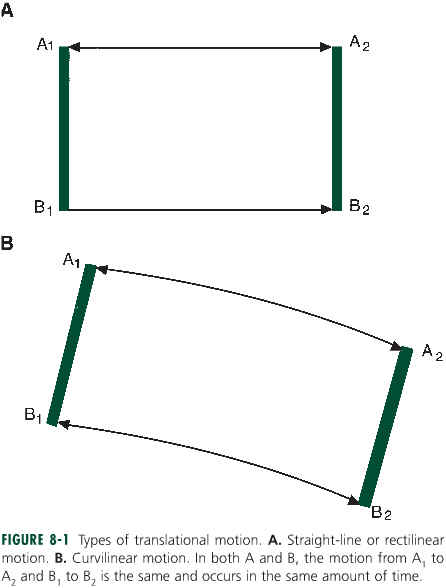 A
A1 A2
B1 B2
B
A1
A2
B1
B2
FIGURE 8-1 Types of translational motion. A. Straight-line or rectilinear
motion. B. Curvilinear motion. In both A and B, the motion from A1 to
A2 and B1 to B2 is the same and occurs in the same amount of time.